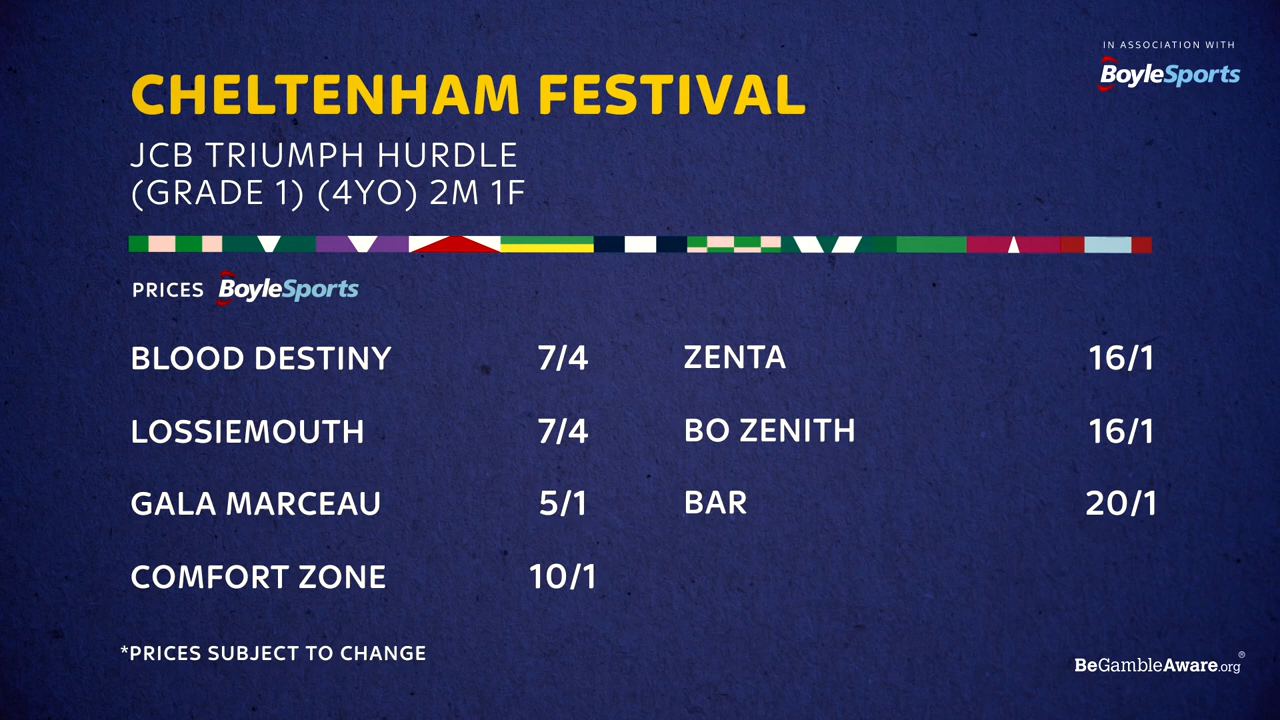 IN ASSOCIATION WITH
BoyleSports
CHELTENHAM FESTIVAL
JCB TRIUMPH HURDLE
(GRADE 1) (4YO) 2M 1F
PRICES BoyleSports
BLOOD DESTINY 7/4
LOSSIEMOUTH 7/4
GALA MARCEAU 5/1
COMFORT ZONE 10/1
ZENTA 16/1
BO ZENITH 16/1
BAR 20/1
*PRICES SUBJECT TO CHANGE
BeGambleAware.org®